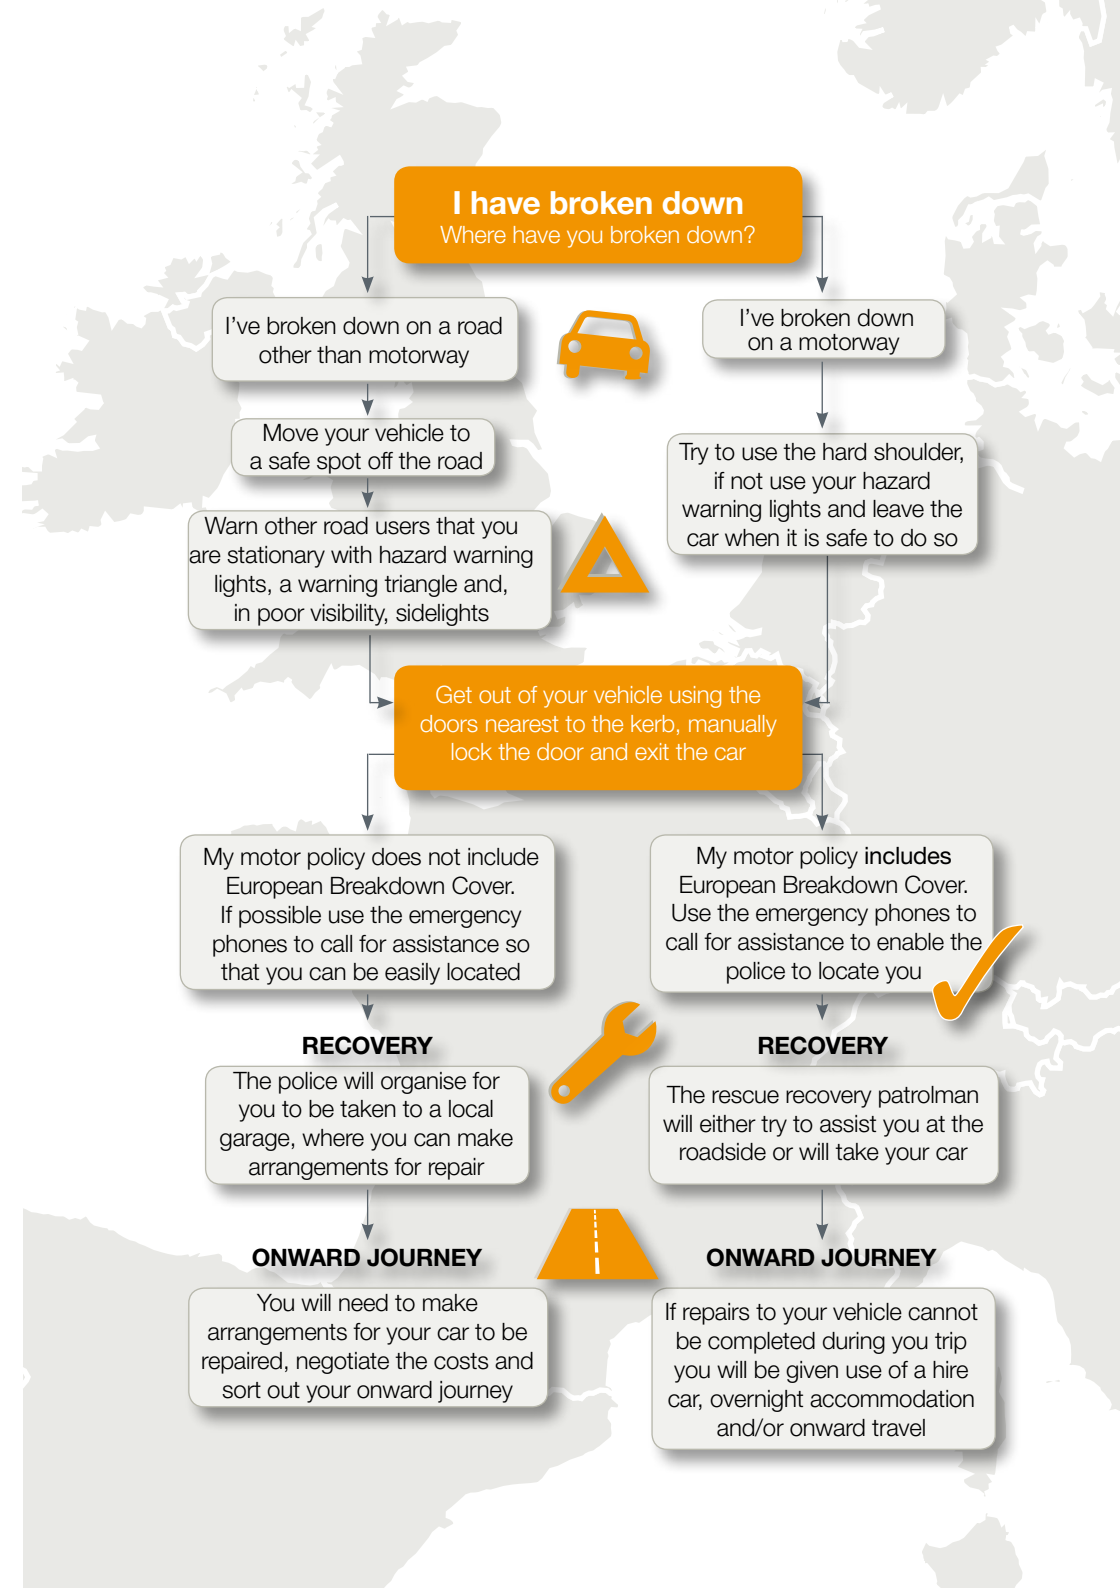 I have broken down
Where have you broken down?
I've broken down on a road
other than motorway
I've broken down
on a motorway
Move your vehicle to
a safe spot off the road
Try to use the hard shoulder,
if not use your hazard
warning lights and leave the
car when it is safe to do so
Warn other road users that you
are stationary with hazard warning
lights, a warning triangle and,
in poor visibility, sidelights
Get out of your vehicle using the
doors nearest to the kerb, manually
lock the door and exit the car
My motor policy does not include
European Breakdown Cover.
If possible use the emergency
phones to call for assistance so
that you can be easily located
My motor policy includes
European Breakdown Cover.
Use the emergency phones to
call for assistance to enable the
police to locate you
RECOVERY
The police will organise for
you to be taken to a local
garage, where you can make
arrangements for repair
RECOVERY
The rescue recovery patrolman
will either try to assist you at the
roadside or will take your car
ONWARD JOURNEY
You will need to make
arrangements for your car to be
repaired, negotiate the costs and
sort out your onward journey
ONWARD JOURNEY
If repairs to your vehicle cannot
be completed during you trip
you will be given use of a hire
car, overnight accommodation
and/or onward travel